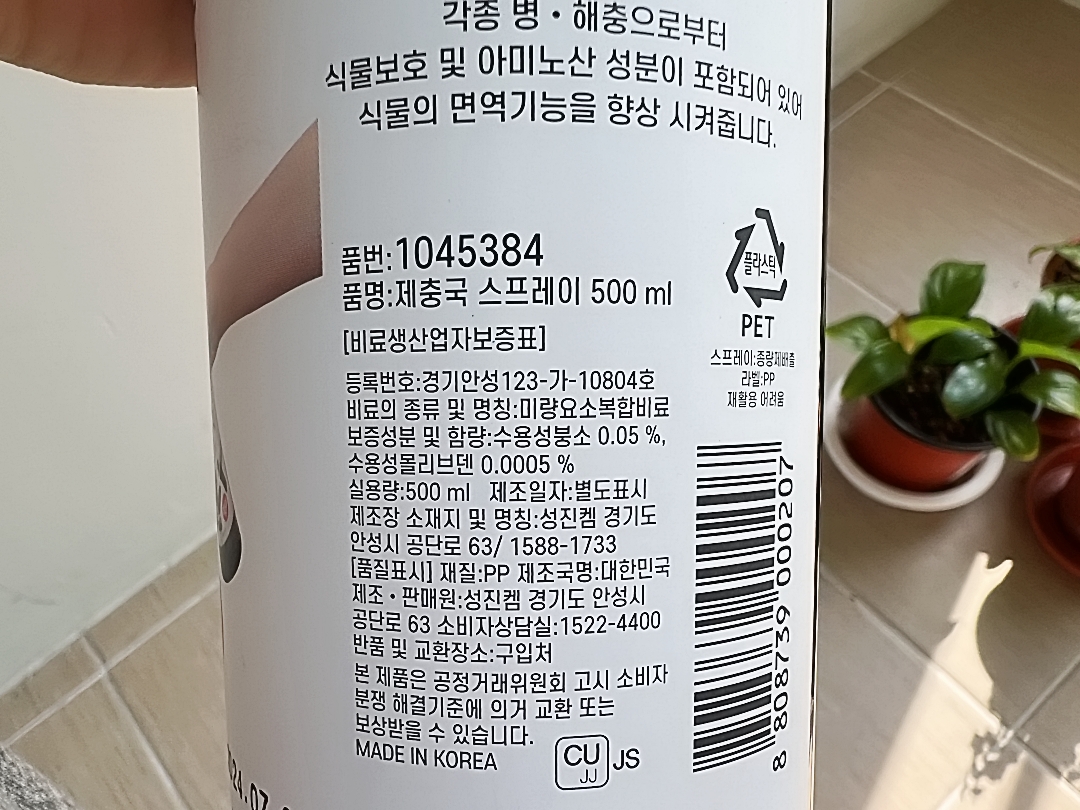 각종 병・해충으로부터
식물보호 및 아미노산 성분이 포함되어 있어
식물의 면역기능을 향상 시켜줍니다.
품번:1045384
품명:제충국 스프레이 500 ml
[비료생산업자보증표]
등록번호:경기안성123-가-10804호
비료의 종류 및 명칭:미량요소복합비료
보증성분 및 함량:수용성붕소 0.05 %,
수용성몰리브덴 0.0005 %
실용량:500 ml 제조일자:별도표시
제조장 소재지 및 명칭:성진켐 경기도
안성시 공단로 63/ 1588-1733
[품질표시] 재질:PP 제조국명:대한민국
제조・판매원:성진켐 경기도 안성시
공단로 63 소비자상담실:1522-4400
반품 및 교환장소:구입처
본 제품은 공정거래위원회 고시 소비자
분쟁 해결기준에 의거 교환 또는
보상받을 수 있습니다.
MADE IN KOREA
CU
JJ
JS
플라스틱
PET
스프레이:종량제배출
라벨:PP
재활용 어려움
8 808739 000207